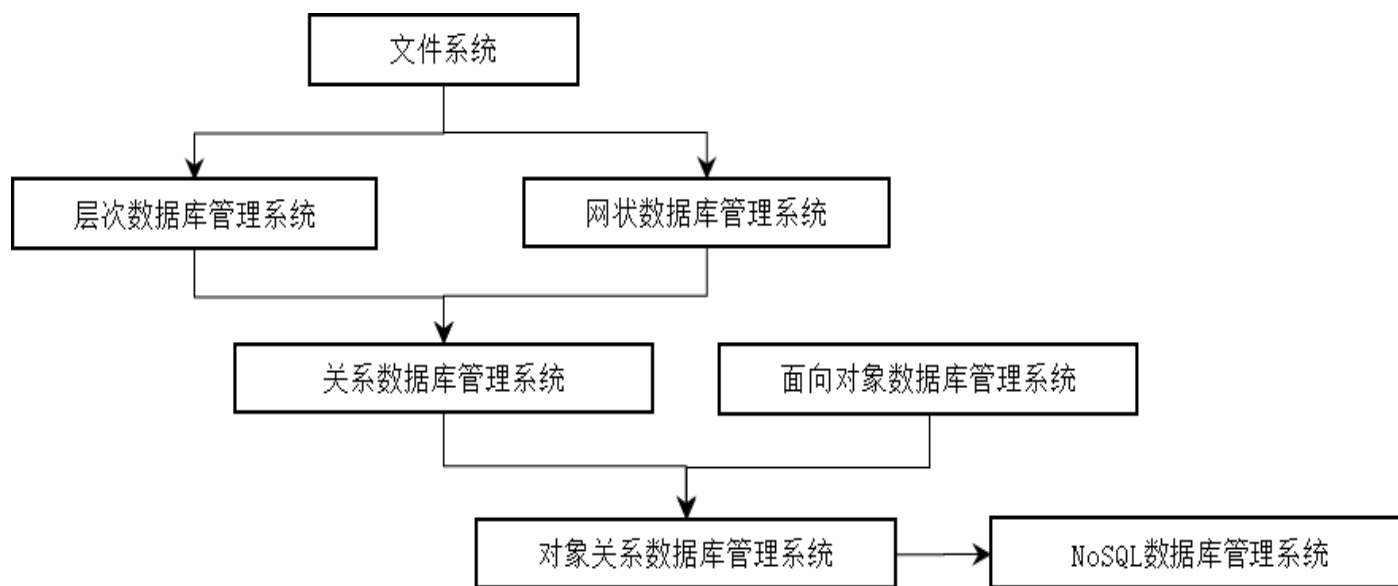 文件系统
层次数据库管理系统
网状数据库管理系统
关系数据库管理系统
面向对象数据库管理系统
对象关系数据库管理系统
NoSQL数据库管理系统